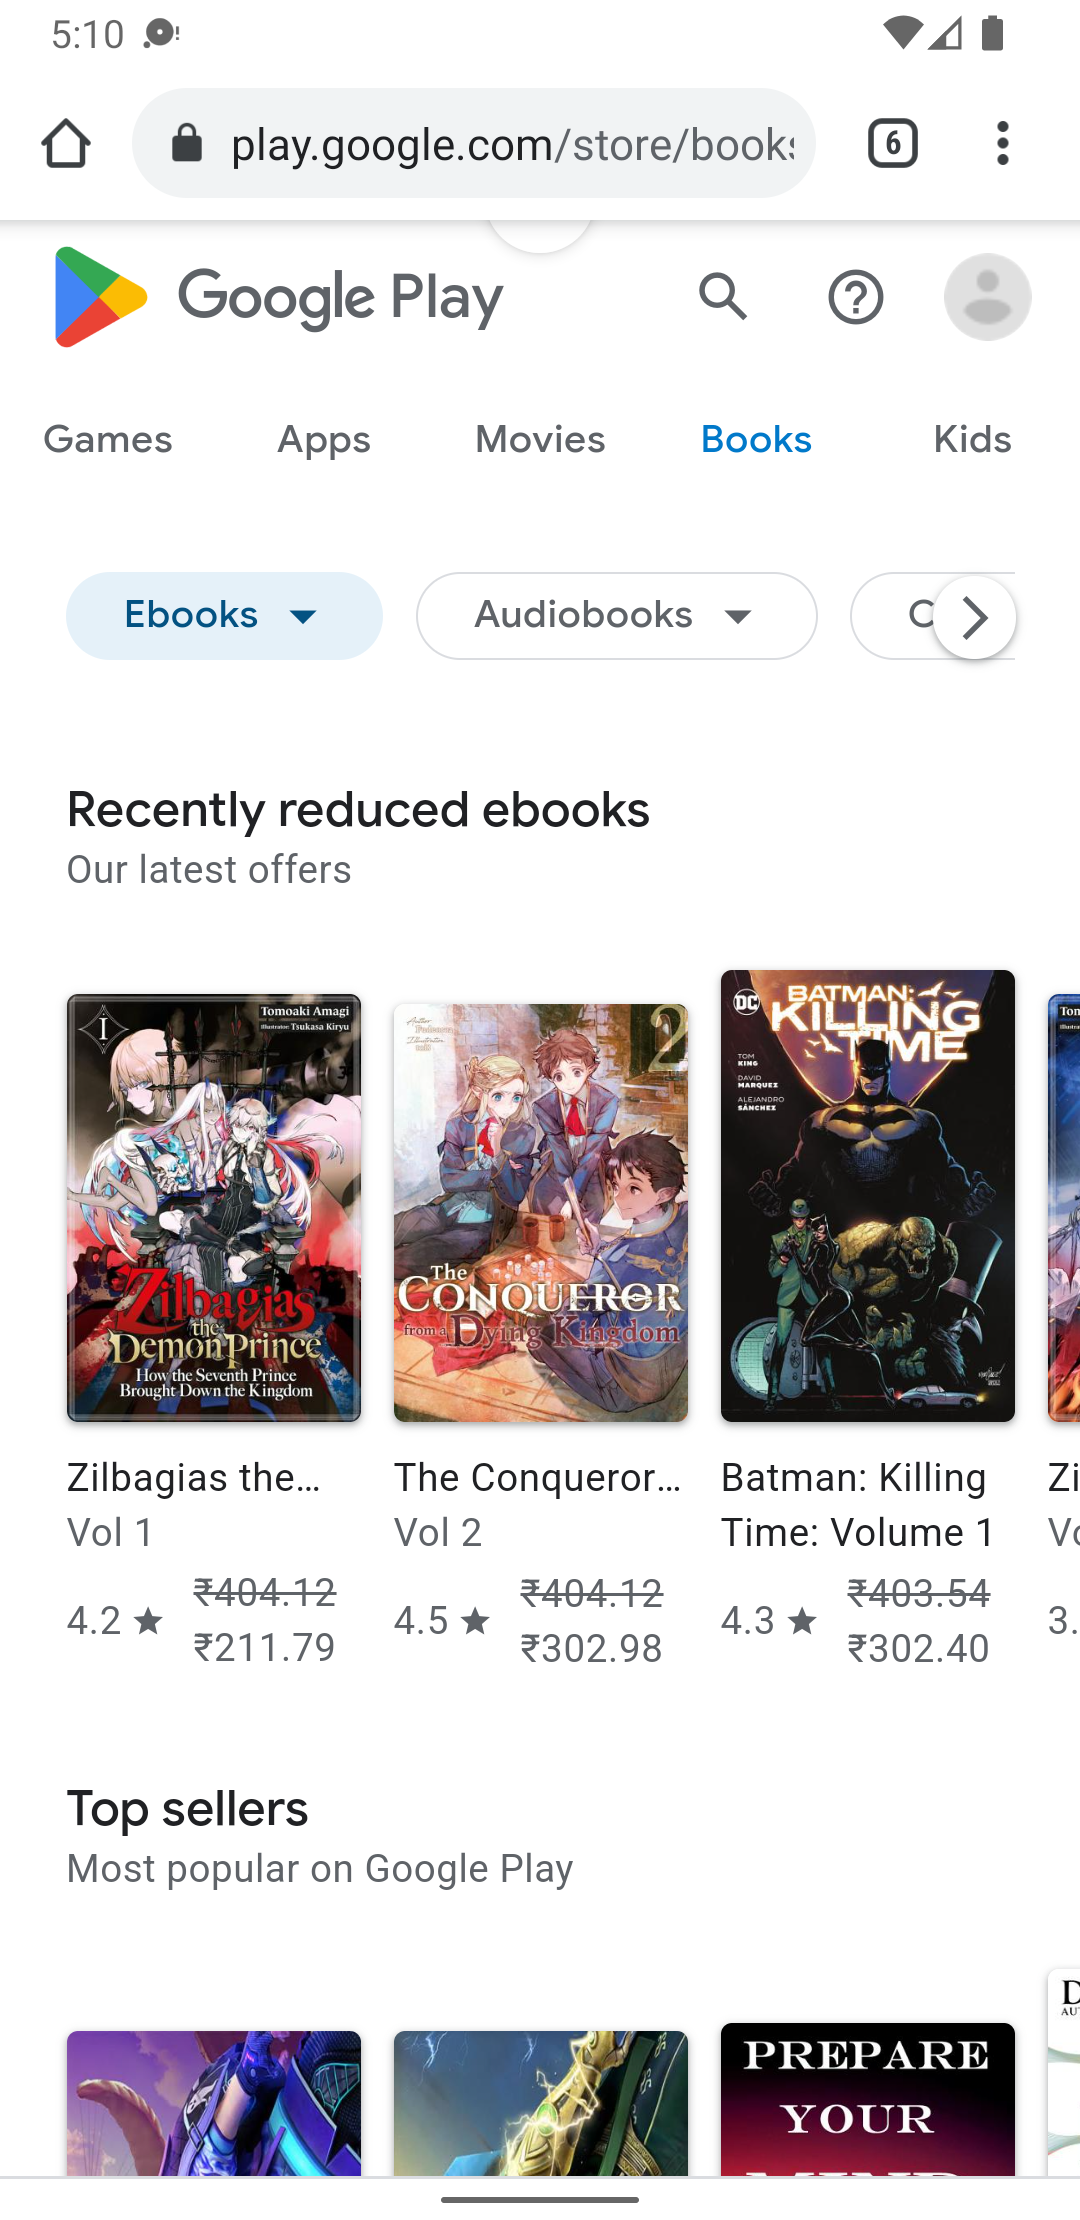 5:10
play.google.com/store/books
6
Google Play
Games Apps Movies Books Kids
Ebooks Audiobooks C
Recently reduced ebooks
Our latest offers
Tomoaki Amagi
Illustrator: Tsukasa Kiryu
I
Zilbagias
the
Demon Prince
How the Seventh Prince
Brought Down the Kingdom
Author
Illustration
2
The
CONQUEROR
from a Dying Kingdom
DC
BATMAN:
KILLING
TIME
TOM
KING
DAVID
MARQUEZ
ALEJANDRO
SÁNCHEZ
Zilbagias the...
Vol 1
4.2 ★
₹404.12
₹211.79
The Conqueror...
Vol 2
4.5 ★
₹404.12
₹302.98
Batman: Killing
Time: Volume 1
4.3 ★
₹403.54
₹302.40
Zi
Vo
3.
Top sellers
Most popular on Google Play
PREPARE
YOUR
MIND
D
AU